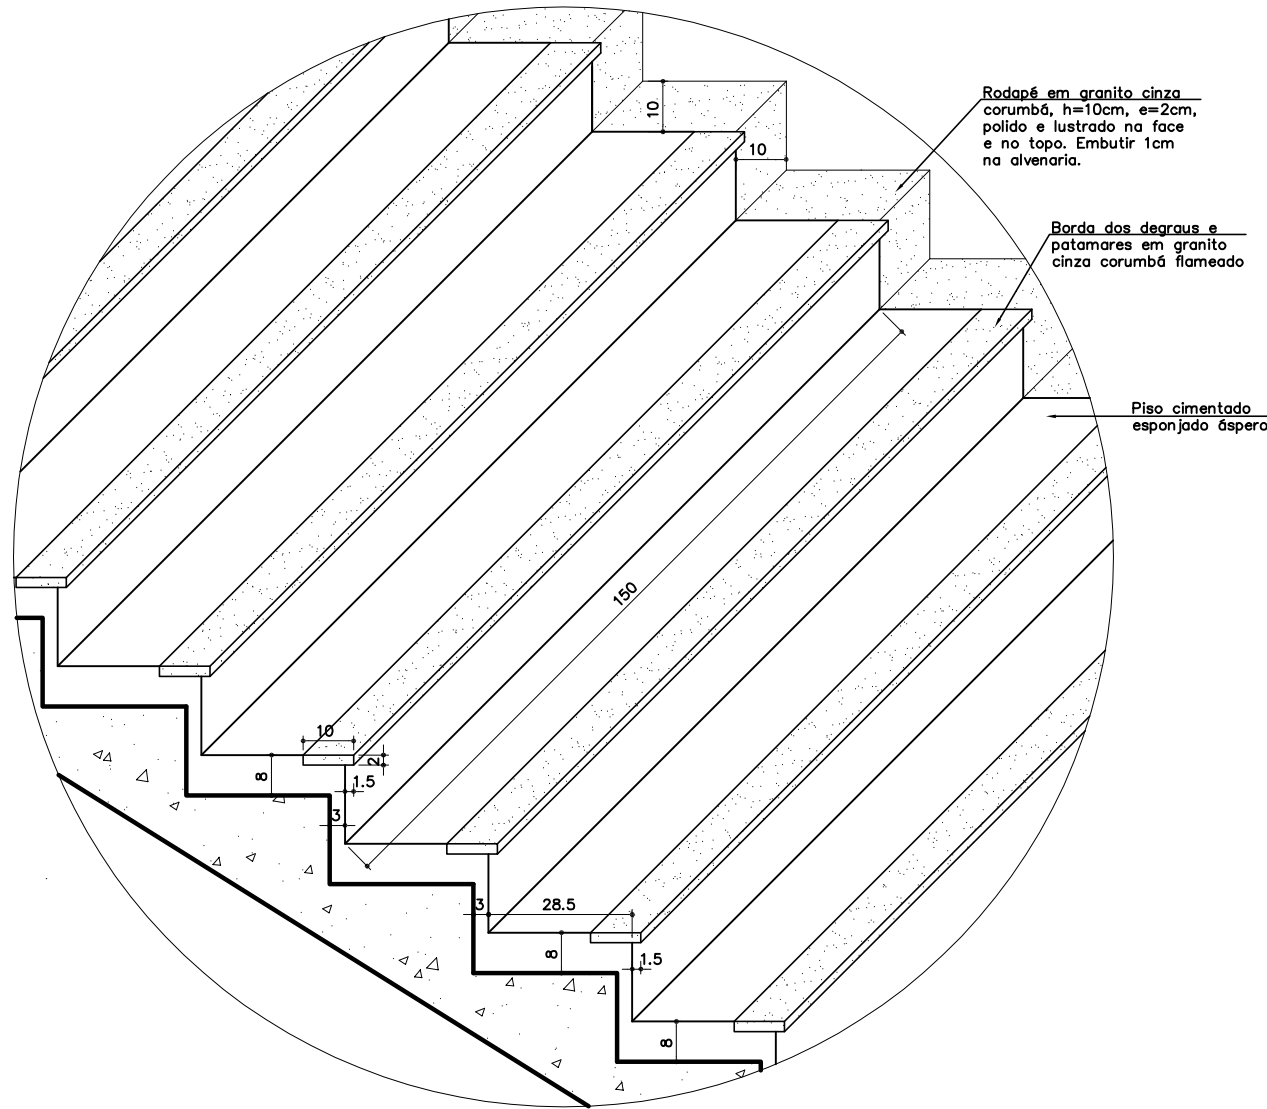 Rodapé em granito cinza
corumbá, h=10cm, e=2cm,
polido e lustrado na face
e no topo. Embutir 1cm
na alvenaria.
10
10
Borda dos degraus e
patamares em granito
cinza corumbá flameado
Piso cimentado
esponjado áspero
150
10
2
8
1.5
3
3
28.5
8
1.5
8